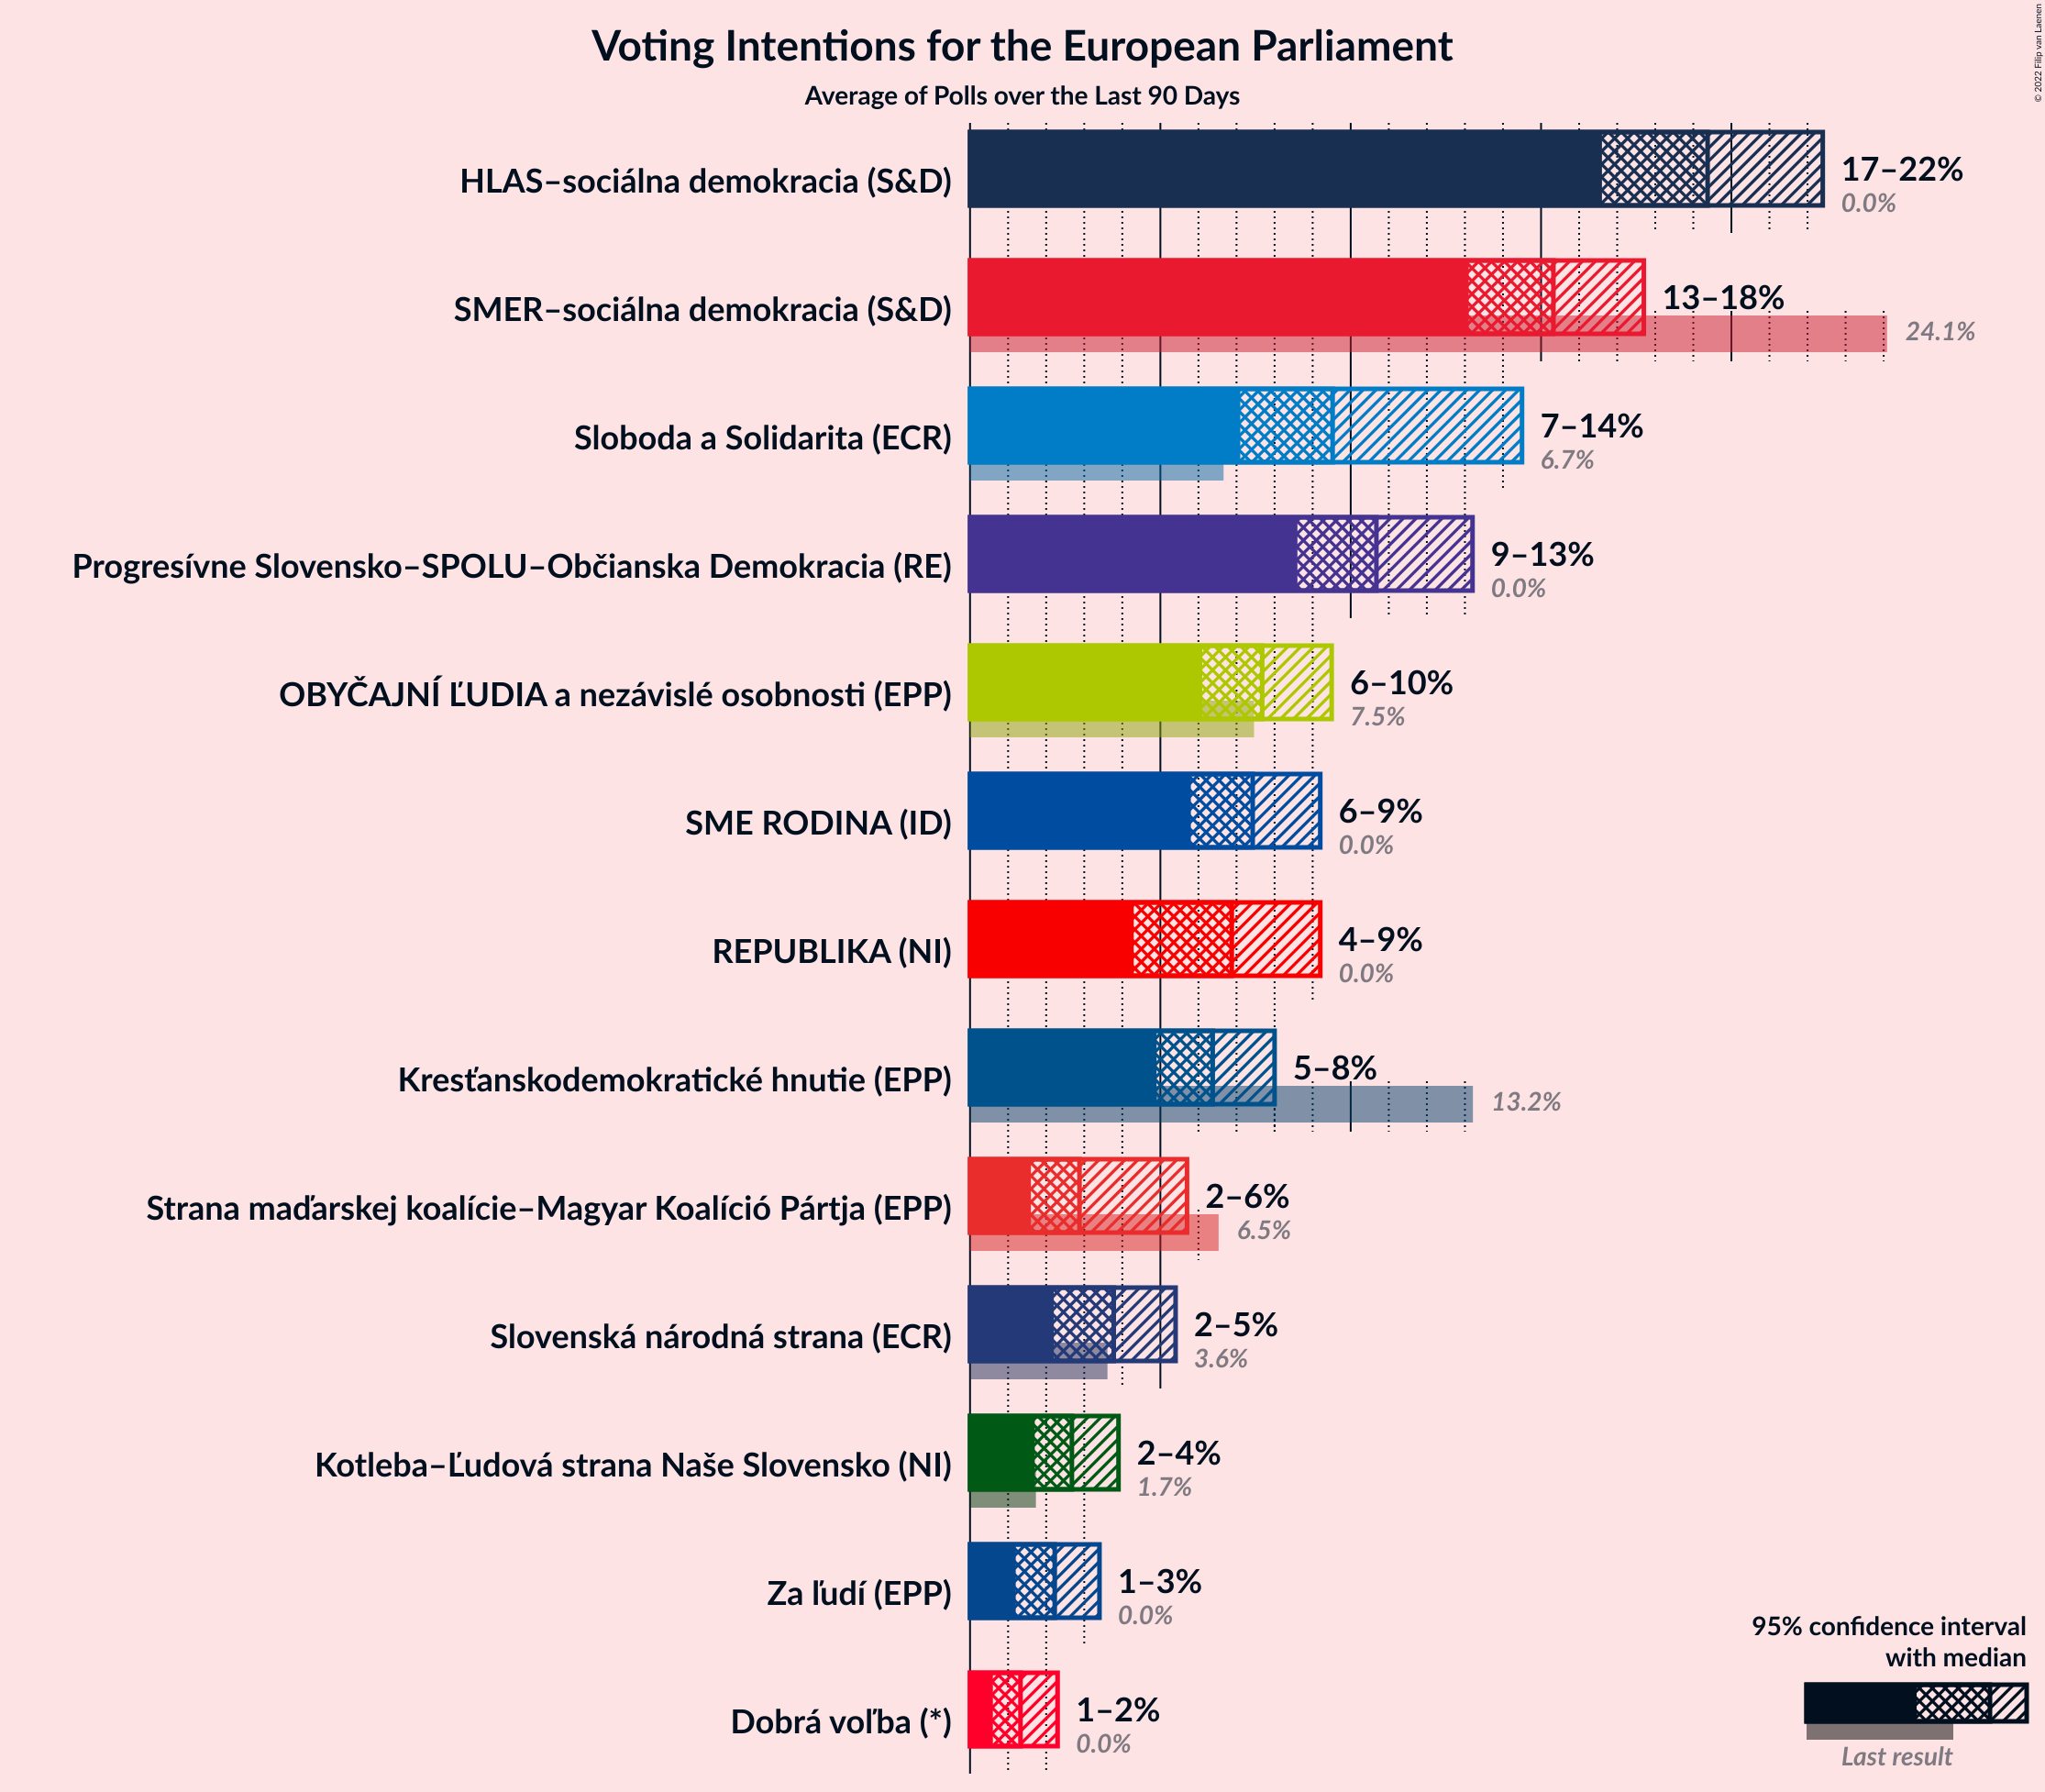 © 2022 Filip van Laenen
Voting Intentions for the European Parliament
Average of Polls over the Last 90 Days
HLAS–sociálna demokracia (S&D)
17–22%
0.0%
SMER–sociálna demokracia (S&D)
13–18%
24.1%
Sloboda a Solidarita (ECR)
7–14%
6.7%
Progresívne Slovensko–SPOLU–Občianska Demokracia (RE)
9–13%
0.0%
OBYČAJNÍ ĽUDIA a nezávislé osobnosti (EPP)
6–10%
7.5%
SME RODINA (ID)
6–9%
0.0%
REPUBLIKA (NI)
4–9%
0.0%
Kresťanskodemokratické hnutie (EPP)
5–8%
13.2%
Strana maďarskej koalície–Magyar Koalíció Pártja (EPP)
2–6%
6.5%
Slovenská národná strana (ECR)
2–5%
3.6%
Kotleba–Ľudová strana Naše Slovensko (NI)
2–4%
1.7%
Za ľudí (EPP)
1–3%
0.0%
Dobrá voľba (*)
1–2%
0.0%
95% confidence interval
with median
Last result